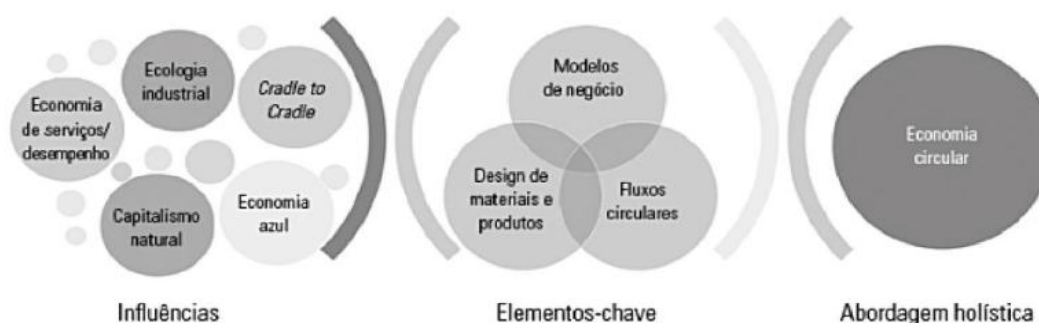 Economia
de serviços/
desempenho
Ecologia
industrial
Cradle to
Cradle
Capitalismo
natural
Economia
azul
Influências
Modelos
de negócio
Design de
materiais e
produtos
Fluxos
circulares
Elementos-chave
Economia
circular
Abordagem holística